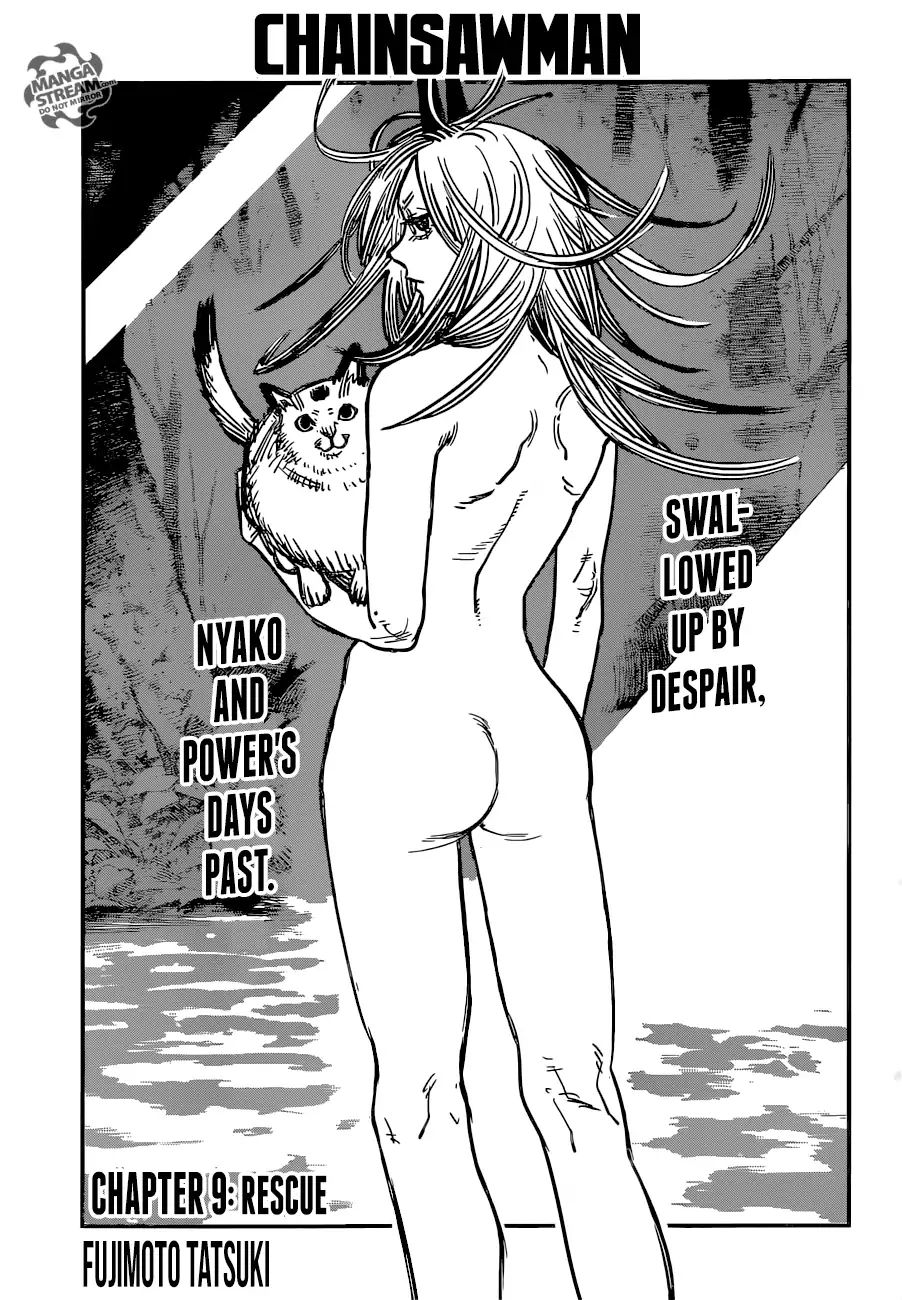 CHAINSAWMAN
MANGA
STREAM.com
DO NOT MIRROR
SWAL-
LOWED
UP BY
DESPAIR,
NYAKO
AND
POWER'S
DAYS
PAST.
CHAPTER 9: RESCUE
FUJIMOTO TATSUKI